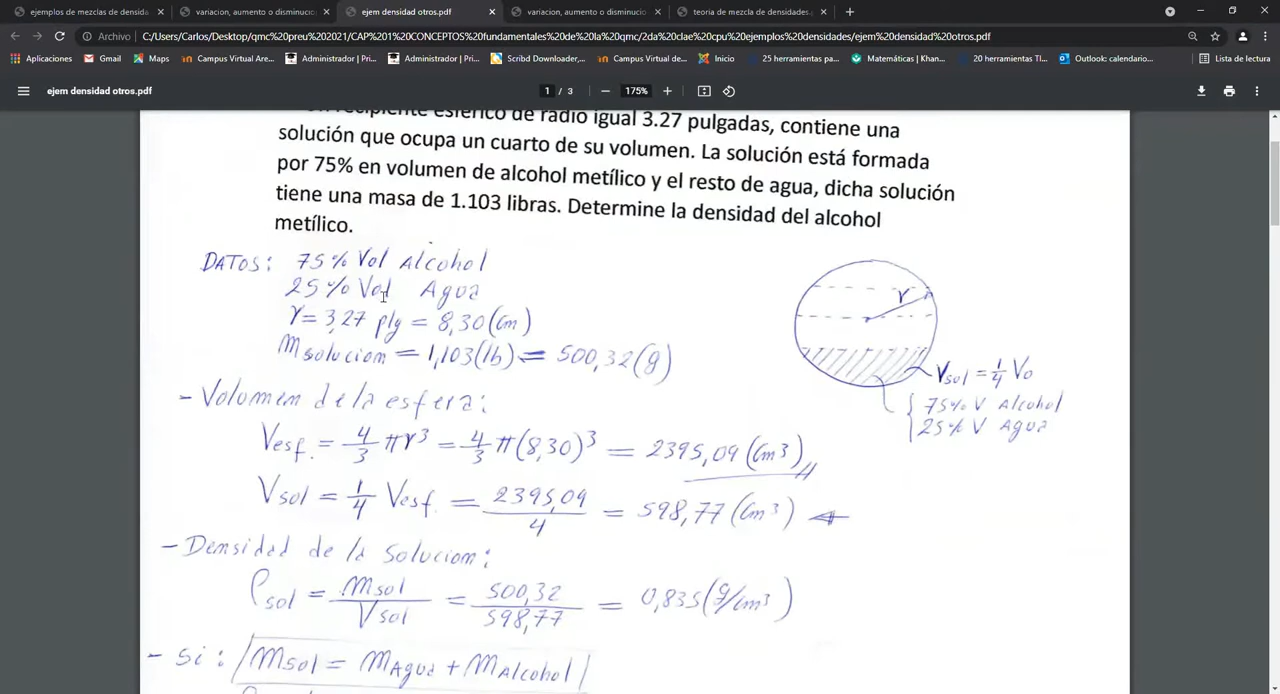 ejemplos de mezclas de densida
variacion, aumento o disminucio
ejem densidad otros.pdf
variacion, aumento o disminucio
teoria de mezcla de densidades.
Archivo
C:/Users/Carlos/Desktop/qmc%20preu%202021/CAP%201%20CONCEPTOS%20fundamentales%20de%20la%20qmc/2da%20clae%20cpu%20ejemplos%20densidades/ejem%20densidad%20otros.pdf
Aplicaciones Gmail Maps Campus Virtual Are... Administrador | Pri... Administrador | Pri... Scribd Downloader,... Campus Virtual de... Inicio 25 herramientas pa... Matemáticas | Khan... 20 herramientas TI... Outlook: calendario... Lista de lectura
ejem densidad otros.pdf 1 / 3 175%
recipiente esférico de radio igual 3.27 pulgadas, contiene una
solución que ocupa un cuarto de su volumen. La solución está formada
por 75% en volumen de alcohol metílico y el resto de agua, dicha solución
tiene una masa de 1.103 libras. Determine la densidad del alcohol
metílico.
DATOS: 75% Vol Alcohol
25% Vol Agua
r = 3,27 plg = 8,30 (cm)
m solucion = 1,103 (lb) = 500,32 (g)
r
Vsol = 1/4 Vo
75% V Alcohol
25% V Agua
- Volumen de la esfera:
Vesf. = 4/3 πr³ = 4/3 π(8,30)³ = 2395,09 (cm³)
Vsol = 1/4 Vesf. = 2395,09/4 = 598,77 (cm³)
- Densidad de la solucion:
ρsol = msol/Vsol = 500,32/598,77 = 0,835 (g/cm³)
- Si: msol = mAgua + mAlcohol